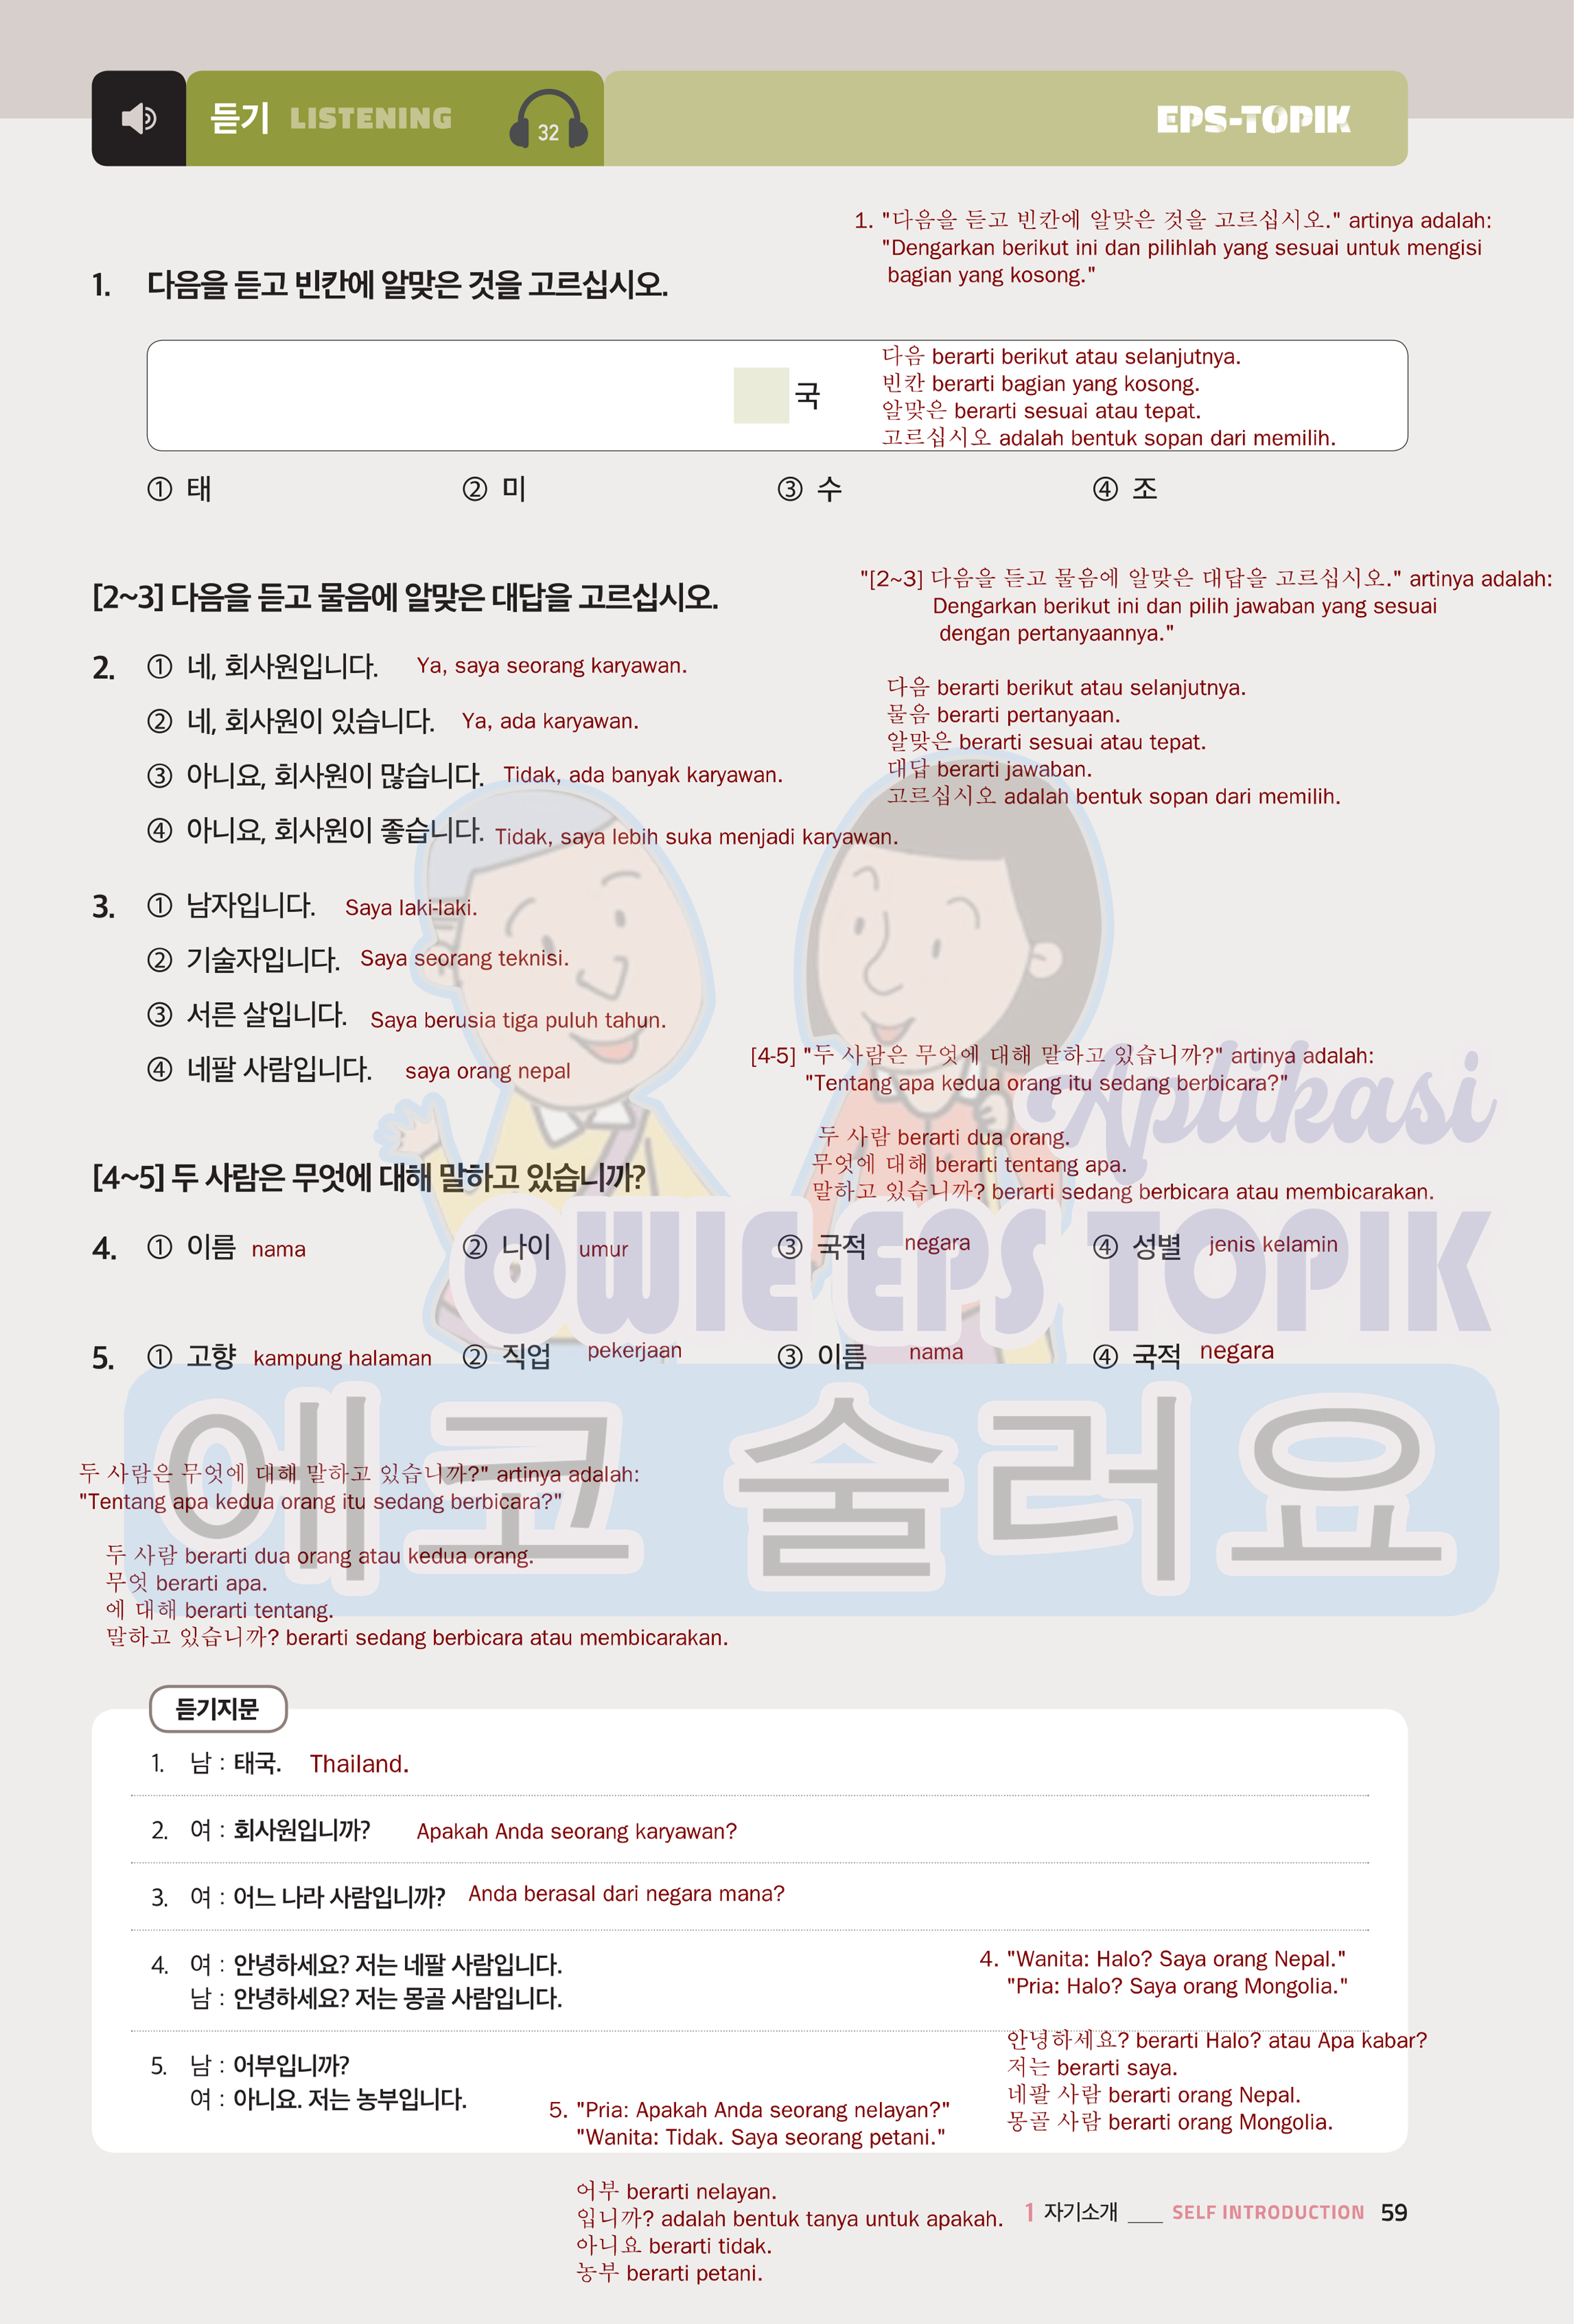 듣기 LISTENING 32 EPS-TOPIK
1. "다음을 듣고 빈칸에 알맞은 것을 고르십시오." artinya adalah:
"Dengarkan berikut ini dan pilihlah yang sesuai untuk mengisi
bagian yang kosong."
1. 다음을 듣고 빈칸에 알맞은 것을 고르십시오.
국
다음 berarti berikut atau selanjutnya.
빈칸 berarti bagian yang kosong.
알맞은 berarti sesuai atau tepat.
고르십시오 adalah bentuk sopan dari memilih.
① 태 ② 미 ③ 수 ④ 조
[2~3] 다음을 듣고 물음에 알맞은 대답을 고르십시오.
"[2~3] 다음을 듣고 물음에 알맞은 대답을 고르십시오." artinya adalah:
Dengarkan berikut ini dan pilih jawaban yang sesuai
dengan pertanyaannya."
다음 berarti berikut atau selanjutnya.
물음 berarti pertanyaan.
알맞은 berarti sesuai atau tepat.
대답 berarti jawaban.
고르십시오 adalah bentuk sopan dari memilih.
2. ① 네, 회사원입니다. Ya, saya seorang karyawan.
② 네, 회사원이 있습니다. Ya, ada karyawan.
③ 아니요, 회사원이 많습니다. Tidak, ada banyak karyawan.
④ 아니요, 회사원이 좋습니다. Tidak, saya lebih suka menjadi karyawan.
3. ① 남자입니다. Saya laki-laki.
② 기술자입니다. Saya seorang teknisi.
③ 서른 살입니다. Saya berusia tiga puluh tahun.
④ 네팔 사람입니다. saya orang nepal
[4-5] "두 사람은 무엇에 대해 말하고 있습니까?" artinya adalah:
"Tentang apa kedua orang itu sedang berbicara?"
두 사람 berarti dua orang.
무엇에 대해 berarti tentang apa.
말하고 있습니까? berarti sedang berbicara atau membicarakan.
Aplikasi
[4~5] 두 사람은 무엇에 대해 말하고 있습니까?
OWIE EPS TOPIK
4. ① 이름 nama ② 나이 umur ③ 국적 negara ④ 성별 jenis kelamin
5. ① 고향 kampung halaman ② 직업 pekerjaan ③ 이름 nama ④ 국적 negara
에코 술러요
두 사람은 무엇에 대해 말하고 있습니까?" artinya adalah:
"Tentang apa kedua orang itu sedang berbicara?"
두 사람 berarti dua orang atau kedua orang.
무엇 berarti apa.
에 대해 berarti tentang.
말하고 있습니까? berarti sedang berbicara atau membicarakan.
듣기지문
1. 남 : 태국. Thailand.
2. 여 : 회사원입니까? Apakah Anda seorang karyawan?
3. 여 : 어느 나라 사람입니까? Anda berasal dari negara mana?
4. 여 : 안녕하세요? 저는 네팔 사람입니다.
남 : 안녕하세요? 저는 몽골 사람입니다.
4. "Wanita: Halo? Saya orang Nepal."
"Pria: Halo? Saya orang Mongolia."
안녕하세요? berarti Halo? atau Apa kabar?
저는 berarti saya.
네팔 사람 berarti orang Nepal.
몽골 사람 berarti orang Mongolia.
5. 남 : 어부입니까?
여 : 아니요. 저는 농부입니다.
5. "Pria: Apakah Anda seorang nelayan?"
"Wanita: Tidak. Saya seorang petani."
어부 berarti nelayan.
입니까? adalah bentuk tanya untuk apakah.
아니요 berarti tidak.
농부 berarti petani.
1 자기소개 ___ SELF INTRODUCTION 59